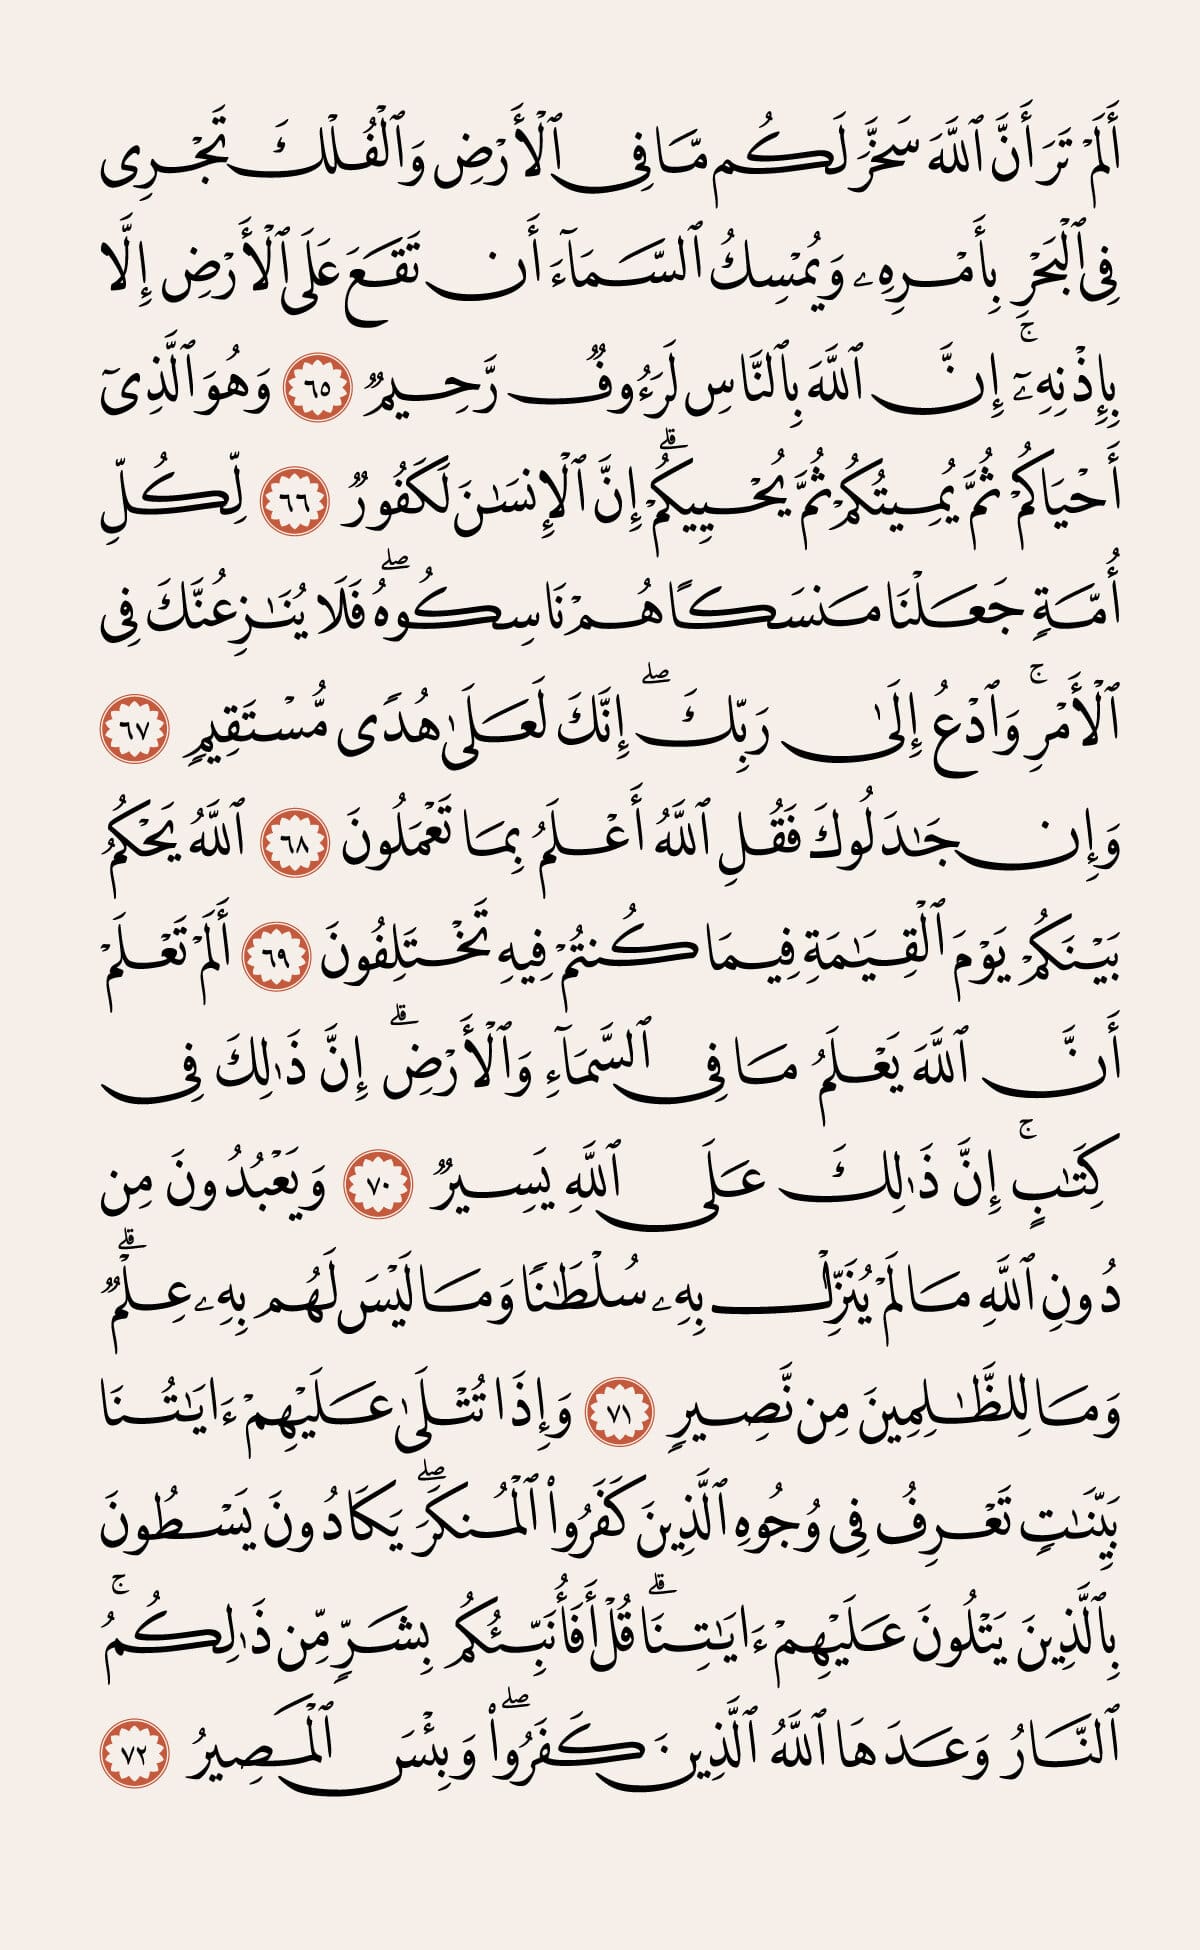 أَلَمْ تَرَ أَنَّ ٱللَّهَ سَخَّرَ لَكُم مَّا فِى ٱلْأَرْضِ وَٱلْفُلْكَ تَجْرِى
فِى ٱلْبَحْرِ بِأَمْرِهِۦ وَيُمْسِكُ ٱلسَّمَآءَ أَن تَقَعَ عَلَى ٱلْأَرْضِ إِلَّا
بِإِذْنِهِۦٓ ۚ إِنَّ ٱللَّهَ بِٱلنَّاسِ لَرَءُوفٌ رَّحِيمٌ ٦٥ وَهُوَ ٱلَّذِىٓ
أَحْيَاكُمْ ثُمَّ يُمِيتُكُمْ ثُمَّ يُحْيِيكُمْ ۗ إِنَّ ٱلْإِنسَـٰنَ لَكَفُورٌ ٦٦ لِّكُلِّ
أُمَّةٍ جَعَلْنَا مَنسَكًا هُمْ نَاسِكُوهُ ۖ فَلَا يُنَـٰزِعُنَّكَ فِى
ٱلْأَمْرِ ۚ وَٱدْعُ إِلَىٰ رَبِّكَ ۖ إِنَّكَ لَعَلَىٰ هُدًى مُّسْتَقِيمٍ ٦٧
وَإِن جَـٰدَلُوكَ فَقُلِ ٱللَّهُ أَعْلَمُ بِمَا تَعْمَلُونَ ٦٨ ٱللَّهُ يَحْكُمُ
بَيْنَكُمْ يَوْمَ ٱلْقِيَـٰمَةِ فِيمَا كُنتُمْ فِيهِ تَخْتَلِفُونَ ٦٩ أَلَمْ تَعْلَمْ
أَنَّ ٱللَّهَ يَعْلَمُ مَا فِى ٱلسَّمَآءِ وَٱلْأَرْضِ ۗ إِنَّ ذَٰلِكَ فِى
كِتَـٰبٍ ۚ إِنَّ ذَٰلِكَ عَلَى ٱللَّهِ يَسِيرٌ ٧٠ وَيَعْبُدُونَ مِن
دُونِ ٱللَّهِ مَا لَمْ يُنَزِّلْ بِهِۦ سُلْطَـٰنًا وَمَا لَيْسَ لَهُم بِهِۦ عِلْمٌ ۗ
وَمَا لِلظَّـٰلِمِينَ مِن نَّصِيرٍ ٧١ وَإِذَا تُتْلَىٰ عَلَيْهِمْ ءَايَـٰتُنَا
بَيِّنَـٰتٍ تَعْرِفُ فِى وُجُوهِ ٱلَّذِينَ كَفَرُوا۟ ٱلْمُنكَرَ ۖ يَكَادُونَ يَسْطُونَ
بِٱلَّذِينَ يَتْلُونَ عَلَيْهِمْ ءَايَـٰتِنَا ۗ قُلْ أَفَأُنَبِّئُكُم بِشَرٍّ مِّن ذَٰلِكُمُ ۚ
ٱلنَّارُ وَعَدَهَا ٱللَّهُ ٱلَّذِينَ كَفَرُوا۟ ۖ وَبِئْسَ ٱلْمَصِيرُ ٧٢